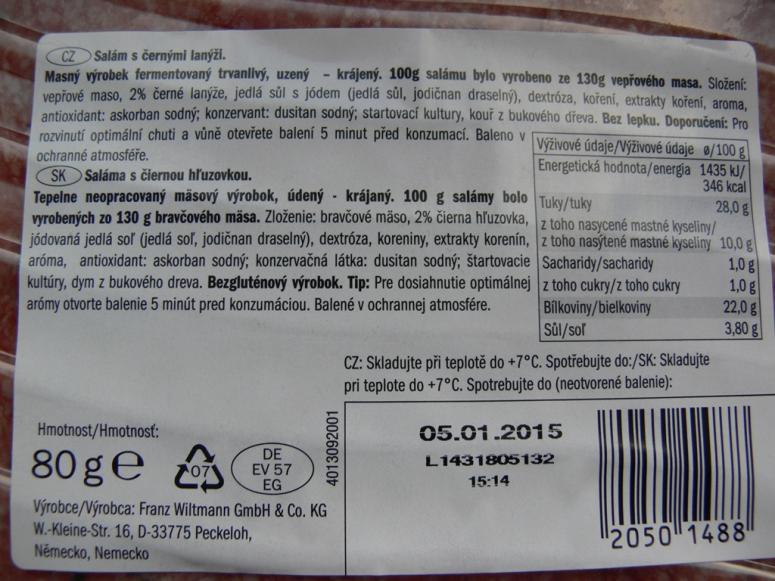 CZ Salám s černými lanýži.
Masný výrobek fermentovaný trvanlivý, uzený - krájený. 100g salámu bylo vyrobeno ze 130g vepřového masa. Složení:
vepřové maso, 2% černé lanýže, jedlá sůl s jódem (jedlá sůl, jodičnan draselný), dextróza, koření, extrakty koření, aroma,
antioxidant: askorban sodný; konzervant: dusitan sodný; startovací kultury, kouř z bukového dřeva. Bez lepku. Doporučení: Pro
rozvinutí optimální chuti a vůně otevřete balení 5 minut před konzumací. Baleno v
ochranné atmosféře.
SK Saláma s čiernou hľuzovkou.
Tepelne neopracovaný mäsový výrobok, údený - krájaný. 100 g salámy bolo
vyrobených zo 130 g bravčového mäsa. Zloženie: bravčové mäso, 2% čierna hľuzovka,
jódovaná jedlá soľ (jedlá soľ, jodičnan draselný), dextróza, koreniny, extrakty korenín,
aróma, antioxidant: askorban sodný; konzervačná látka: dusitan sodný; štartovacie
kultúry, dym z bukového dreva. Bezgluténový výrobok. Tip: Pre dosiahnutie optimálnej
arómy otvorte balenie 5 minút pred konzumáciou. Balené v ochrannej atmosfére.
Výživové údaje/Výživové údaje ø/100 g
Energetická hodnota/energia 1435 kJ/
346 kcal
Tuky/tuky 28,0 g
z toho nasycené mastné kyseliny/
z toho nasýtené mastné kyseliny 10,0 g
Sacharidy/sacharidy 1,0 g
z toho cukry/z toho cukry 1,0 g
Bílkoviny/bielkoviny 22,0 g
Sůl/soľ 3,80 g
CZ: Skladujte při teplotě do +7°C. Spotřebujte do:/SK: Skladujte
pri teplote do +7°C. Spotrebujte do (neotvorené balenie):
Hmotnost/Hmotnosť:
80 g e
07
DE
EV 57
EG
4013092001
05.01.2015
L1431805132
15:14
2050 1488
Výrobce/Výrobca: Franz Wiltmann GmbH & Co. KG
W.-Kleine-Str. 16, D-33775 Peckeloh,
Německo, Nemecko